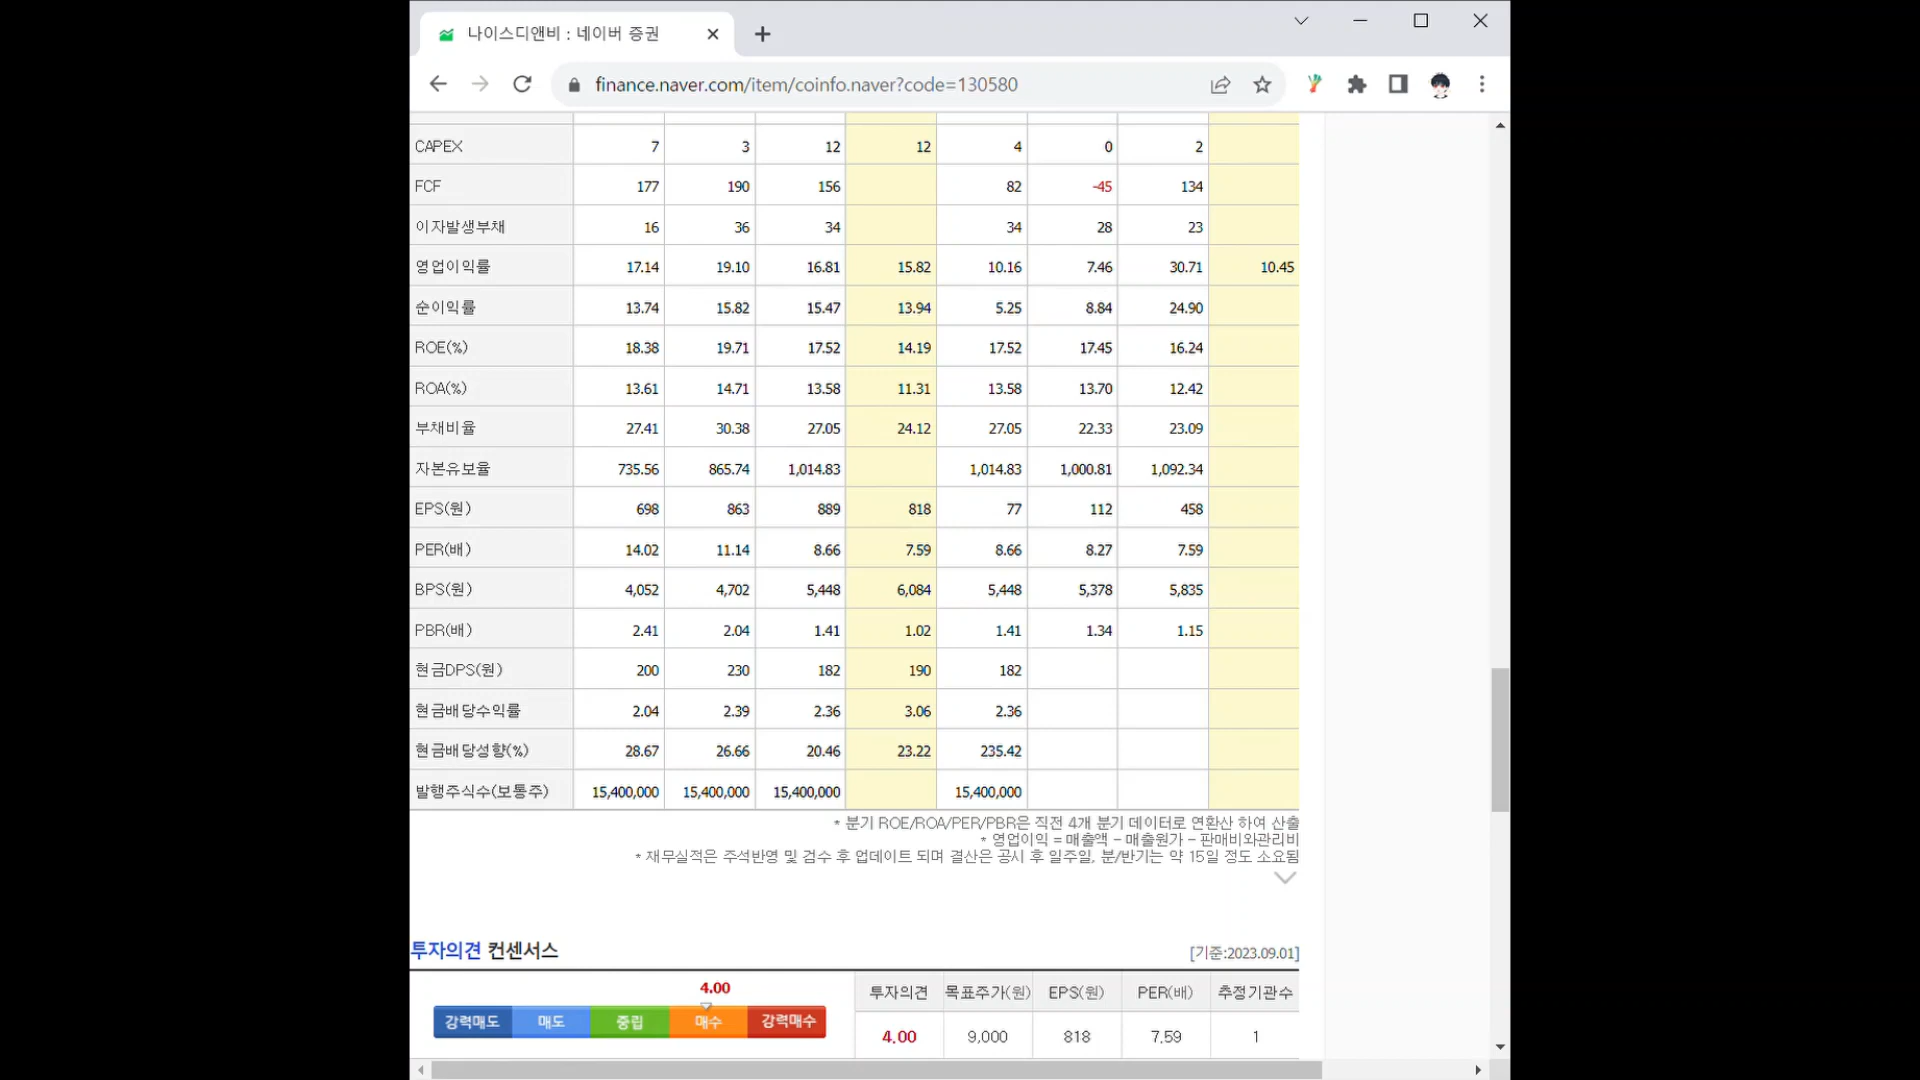 나이스디앤비 : 네이버 증권
finance.naver.com/item/coinfo.naver?code=130580
CAPEX 7 3 12 12 4 0 2
FCF 177 190 156 82 -45 134
이자발생부채 16 36 34 34 28 23
영업이익률 17.14 19.10 16.81 15.82 10.16 7.46 30.71 10.45
순이익률 13.74 15.82 15.47 13.94 5.25 8.84 24.90
ROE(%) 18.38 19.71 17.52 14.19 17.52 17.45 16.24
ROA(%) 13.61 14.71 13.58 11.31 13.58 13.70 12.42
부채비율 27.41 30.38 27.05 24.12 27.05 22.33 23.09
자본유보율 735.56 865.74 1,014.83 1,014.83 1,000.81 1,092.34
EPS(원) 698 863 889 818 77 112 458
PER(배) 14.02 11.14 8.66 7.59 8.66 8.27 7.59
BPS(원) 4,052 4,702 5,448 6,084 5,448 5,378 5,835
PBR(배) 2.41 2.04 1.41 1.02 1.41 1.34 1.15
현금DPS(원) 200 230 182 190 182
현금배당수익률 2.04 2.39 2.36 3.06 2.36
현금배당성향(%) 28.67 26.66 20.46 23.22 235.42
발행주식수(보통주) 15,400,000 15,400,000 15,400,000 15,400,000
* 분기 ROE/ROA/PER/PBR은 직전 4개 분기 데이터로 연환산 하여 산출
* 영업이익 = 매출액 - 매출원가 - 판매비와관리비
* 재무실적은 주석반영 및 검수 후 업데이트 되며 결산은 공시 후 일주일, 분/반기는 약 15일 정도 소요됨
투자의견 컨센서스 [기준:2023.09.01]
4.00
강력매도 매도 중립 매수 강력매수
투자의견 목표주가(원) EPS(원) PER(배) 추정기관수
4.00 9,000 818 7.59 1